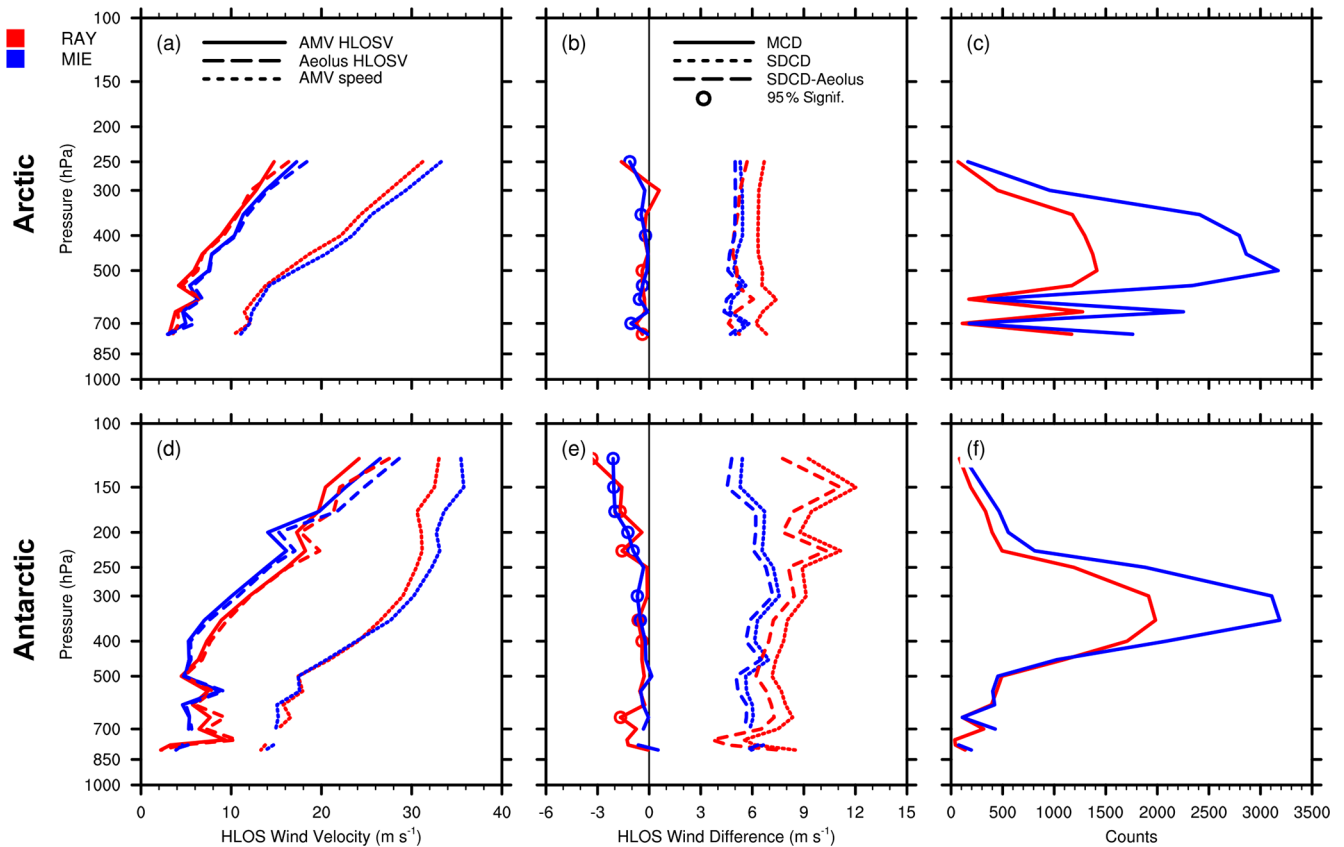 RAY
MIE
Arctic
Antarctic
(a)
AMV HLOSV
Aeolus HLOSV
AMV speed
100
150
200
250
300
400
500
700
850
1000
Pressure (hPa)
(b)
MCD
SDCD
SDCD-Aeolus
95% Signif.
(c)
(d)
100
150
200
250
300
400
500
700
850
1000
Pressure (hPa)
0 10 20 30 40
HLOS Wind Velocity (m s⁻¹)
(e)
-6 -3 0 3 6 9 12 15
HLOS Wind Difference (m s⁻¹)
(f)
0 500 1000 1500 2000 2500 3000 3500
Counts